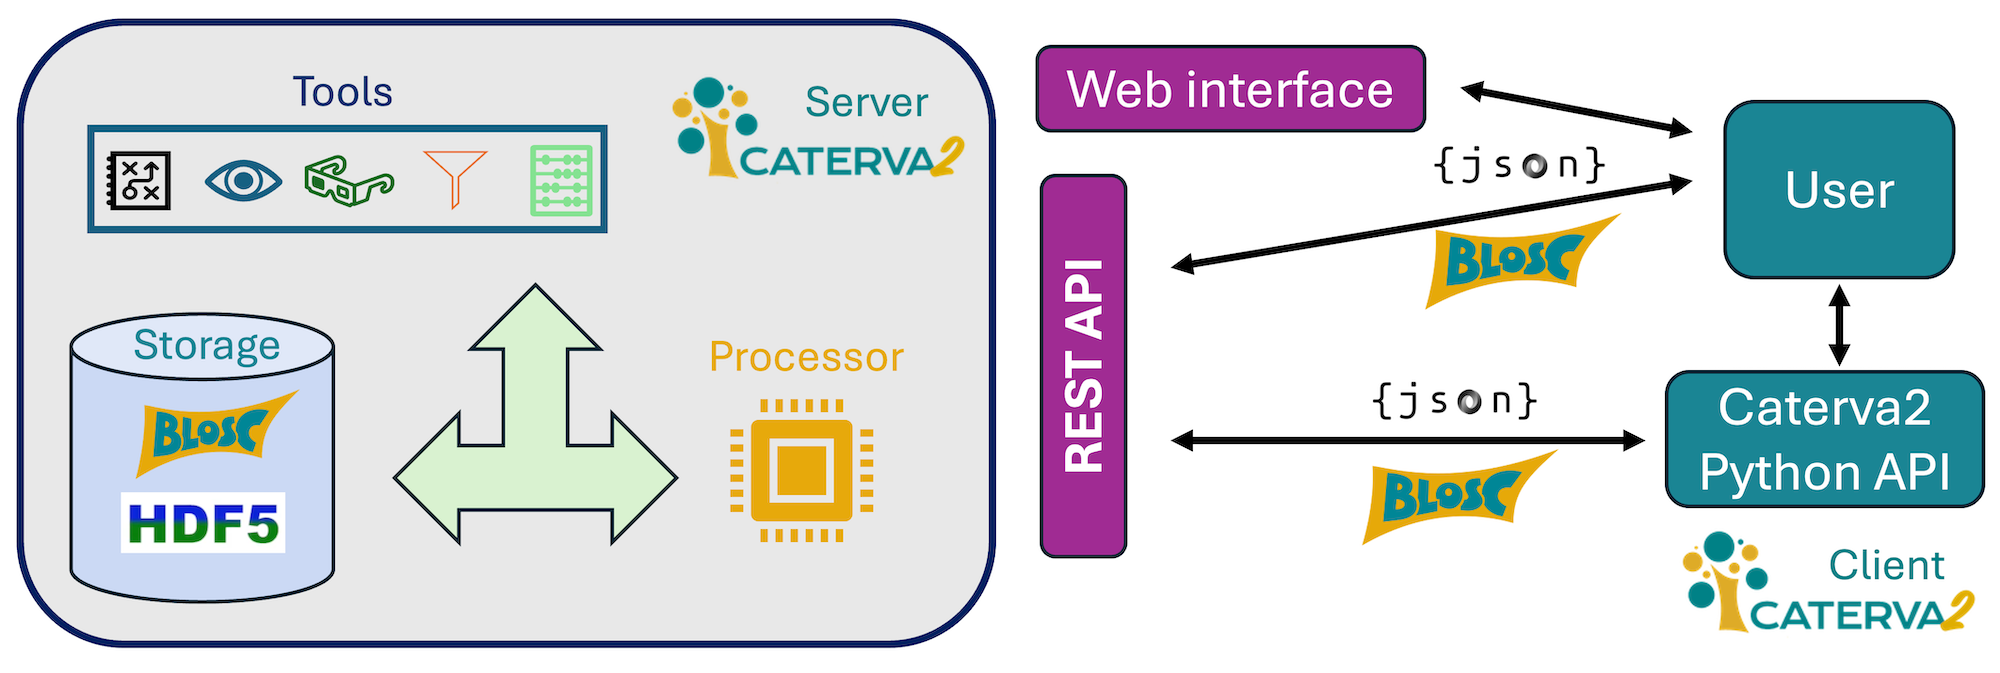 Tools
Server
CATERVA2
Storage
BLOSC
HDF5
Processor
Web interface
REST API
{json}
BLOSC
{json}
BLOSC
User
Caterva2
Python API
Client
CATERVA2